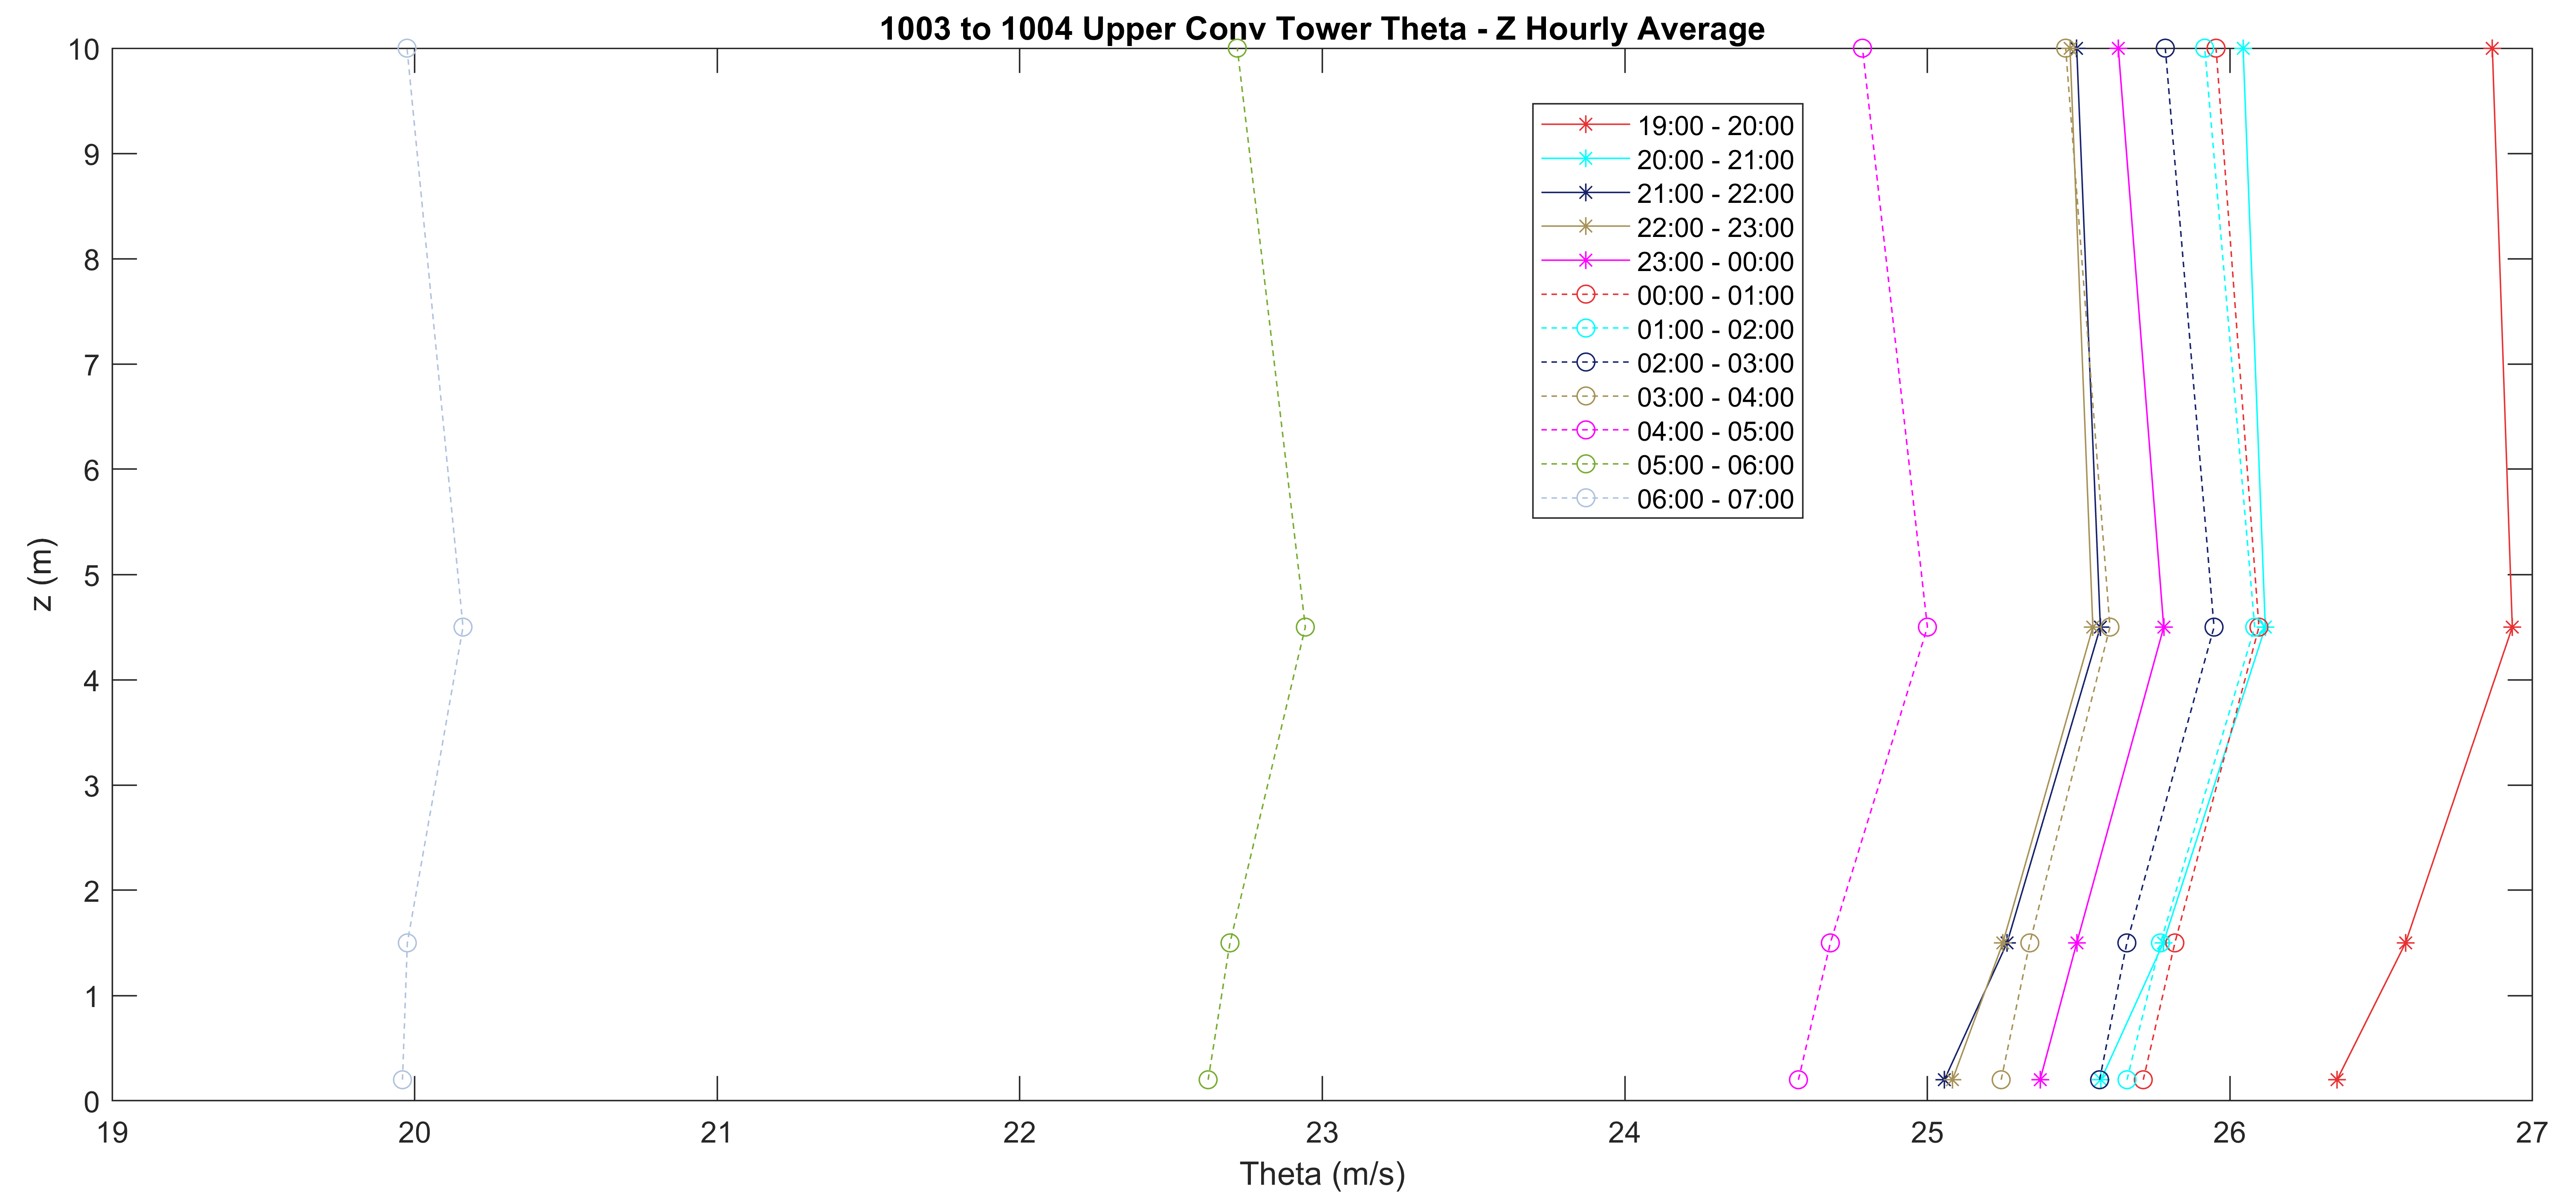 1003 to 1004 Upper Conv Tower Theta - Z Hourly Average
10
9
8
7
6
5
4
3
2
1
0
z (m)
19:00 - 20:00
20:00 - 21:00
21:00 - 22:00
22:00 - 23:00
23:00 - 00:00
00:00 - 01:00
01:00 - 02:00
02:00 - 03:00
03:00 - 04:00
04:00 - 05:00
05:00 - 06:00
06:00 - 07:00
19 20 21 22 23 24 25 26 27
Theta (m/s)